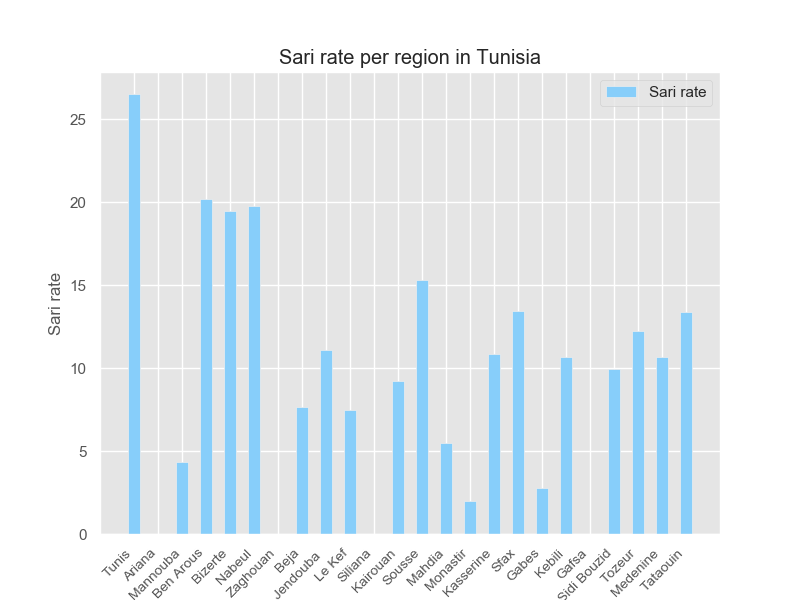 Sari rate per region in Tunisia
Sari rate
25
20
15
10
5
0
Sari rate
Tunis
Ariana
Mannouba
Ben Arous
Bizerte
Nabeul
Zaghouan
Beja
Jendouba
Le Kef
Siliana
Kairouan
Sousse
Mahdia
Monastir
Kasserine
Sfax
Gabes
Kebili
Gafsa
Sidi Bouzid
Tozeur
Medenine
Tataouin